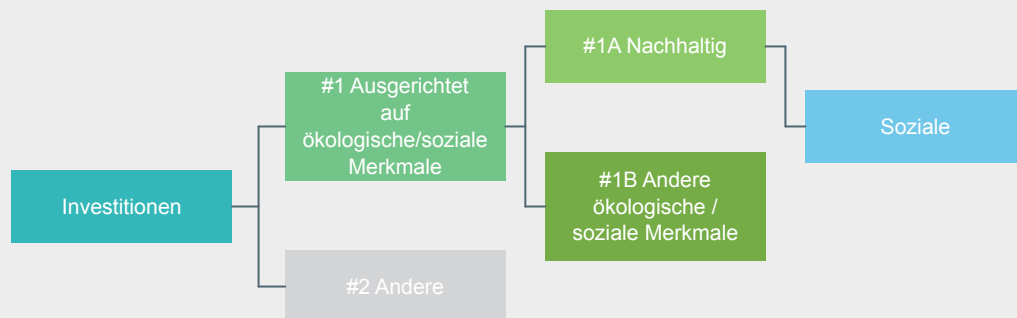 #1A Nachhaltig
#1 Ausgerichtet
auf
ökologische/soziale
Merkmale
Soziale
#1B Andere
ökologische /
soziale Merkmale
Investitionen
#2 Andere